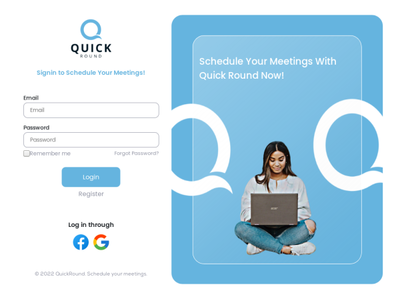 QUICK
ROUND
Signin to Schedule Your Meetings!
Email
Email
Password
Password
Remember me
Forgot Password?
Login
Register
Log in through
© 2022 QuickRound. Schedule your meetings.
Schedule Your Meetings With
Quick Round Now!